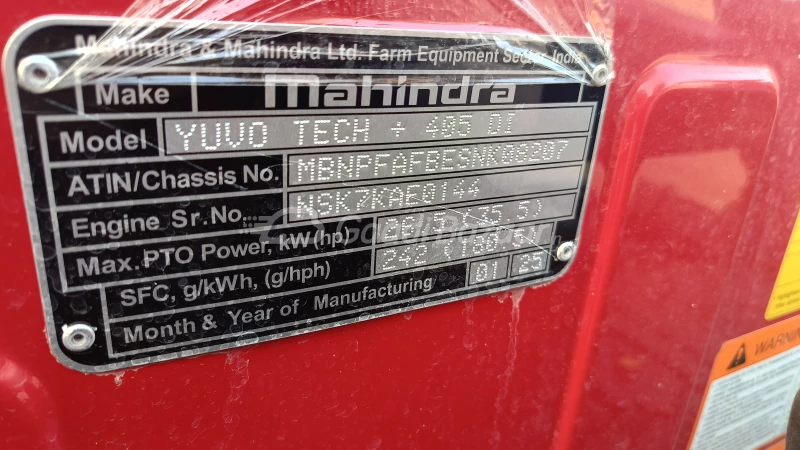 Mahindra & Mahindra Ltd. Farm Equipment Sector, India
Make mahindra
Model YUVO TECH + 405 DI
ATIN/Chassis No. MBNPFAFBESNK08207
Engine Sr. No. NSK7KAE0144
Max. PTO Power, kW (hp) 26.5 (35.5)
SFC, g/kWh, (g/hph) 242 (180.5)
Month & Year of Manufacturing 01 25
WARNIN